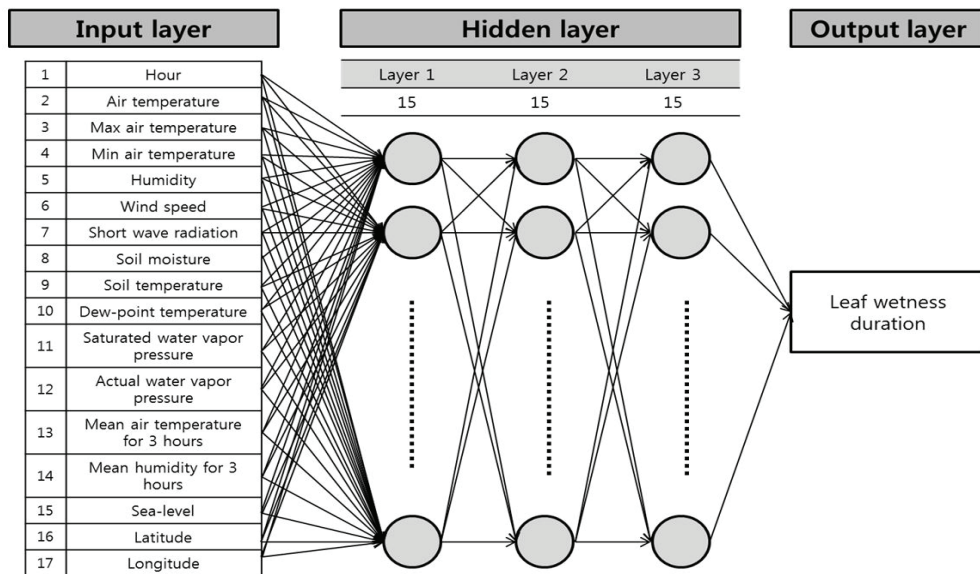 Input layer
Hidden layer
Output layer
1 Hour
2 Air temperature
3 Max air temperature
4 Min air temperature
5 Humidity
6 Wind speed
7 Short wave radiation
8 Soil moisture
9 Soil temperature
10 Dew-point temperature
11 Saturated water vapor
pressure
12 Actual water vapor
pressure
13 Mean air temperature
for 3 hours
14 Mean humidity for 3
hours
15 Sea-level
16 Latitude
17 Longitude
Layer 1 Layer 2 Layer 3
15 15 15
Leaf wetness
duration